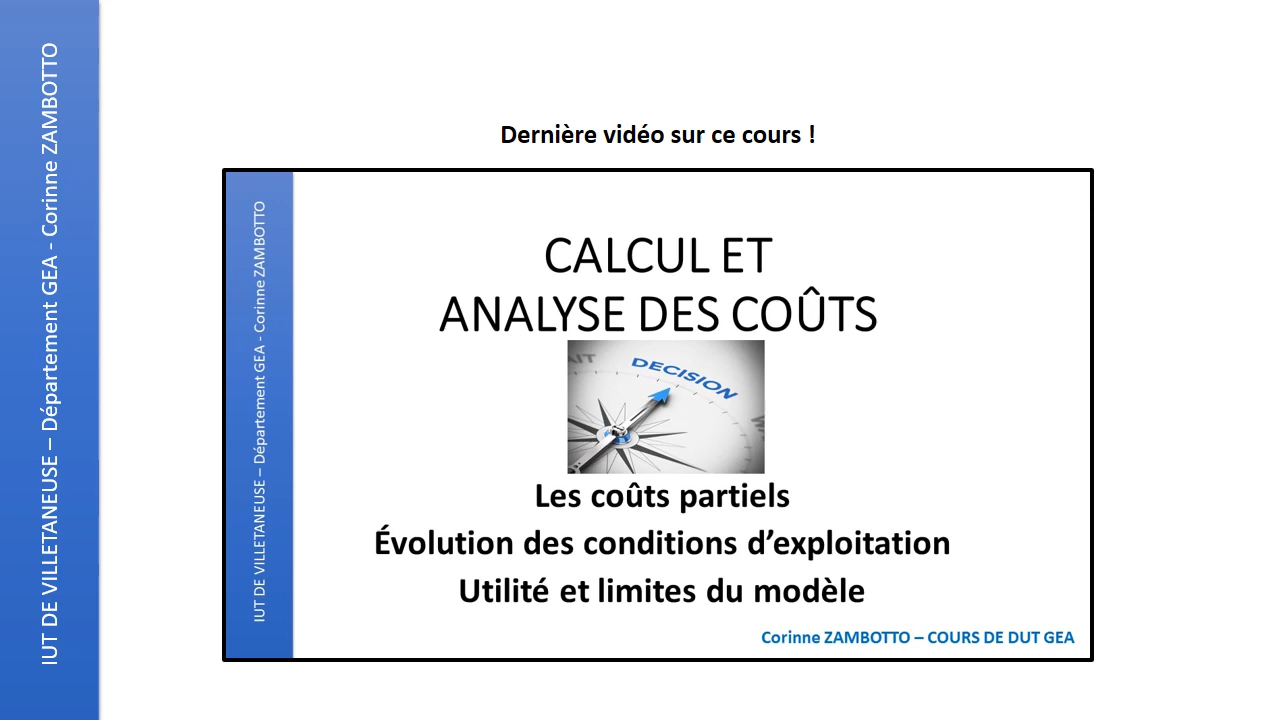 IUT DE VILLETANEUSE – Département GEA - Corinne ZAMBOTTO
Dernière vidéo sur ce cours !
IUT DE VILLETANEUSE – Département GEA - Corinne ZAMBOTTO
CALCUL ET
ANALYSE DES COÛTS
DECISION
Les coûts partiels
Évolution des conditions d’exploitation
Utilité et limites du modèle
Corinne ZAMBOTTO – COURS DE DUT GEA